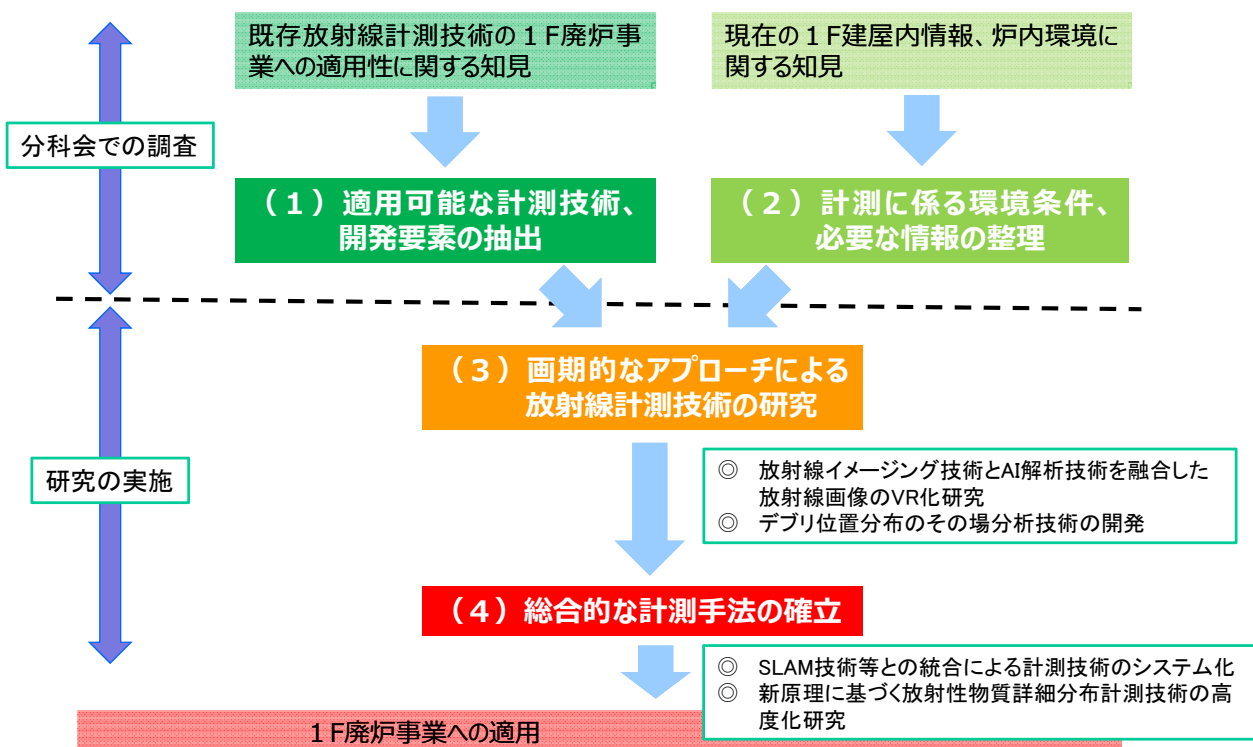 既存放射線計測技術の1F廃炉事
業への適用性に関する知見
現在の1F建屋内情報、炉内環境に
関する知見
分科会での調査
(1)適用可能な計測技術、
開発要素の抽出
(2)計測に係る環境条件、
必要な情報の整理
(3)画期的なアプローチによる
放射線計測技術の研究
研究の実施
◎ 放射線イメージング技術とAI解析技術を融合した
放射線画像のVR化研究
◎ デブリ位置分布のその場分析技術の開発
(4)総合的な計測手法の確立
◎ SLAM技術等との統合による計測技術のシステム化
◎ 新原理に基づく放射性物質詳細分布計測技術の高
度化研究
1F廃炉事業への適用